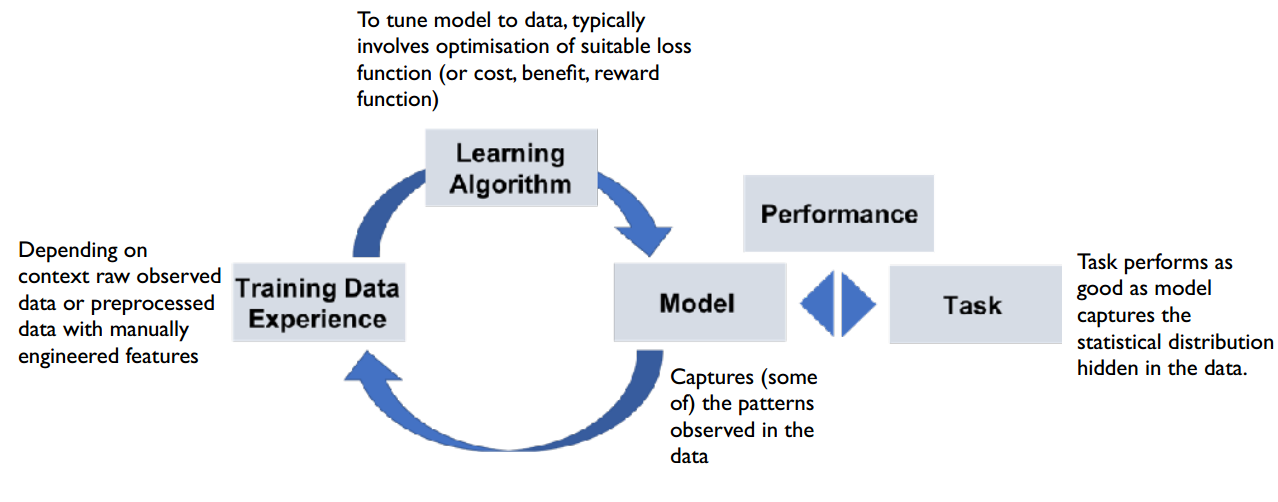 To tune model to data, typically
involves optimisation of suitable loss
function (or cost, benefit, reward
function)
Learning
Algorithm
Performance
Depending on
context raw observed
data or preprocessed
data with manually
engineered features
Training Data
Experience
Model
Task
Task performs as
good as model
captures the
statistical distribution
hidden in the data.
Captures (some
of) the patterns
observed in the
data